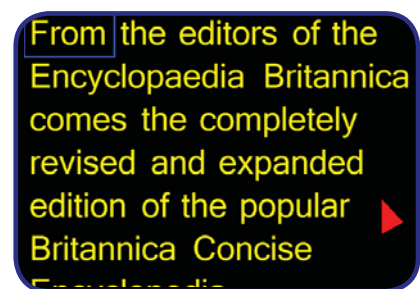 From the editors of the
Encyclopaedia Britannica
comes the completely
revised and expanded
edition of the popular
Britannica Concise
Encyclopedia